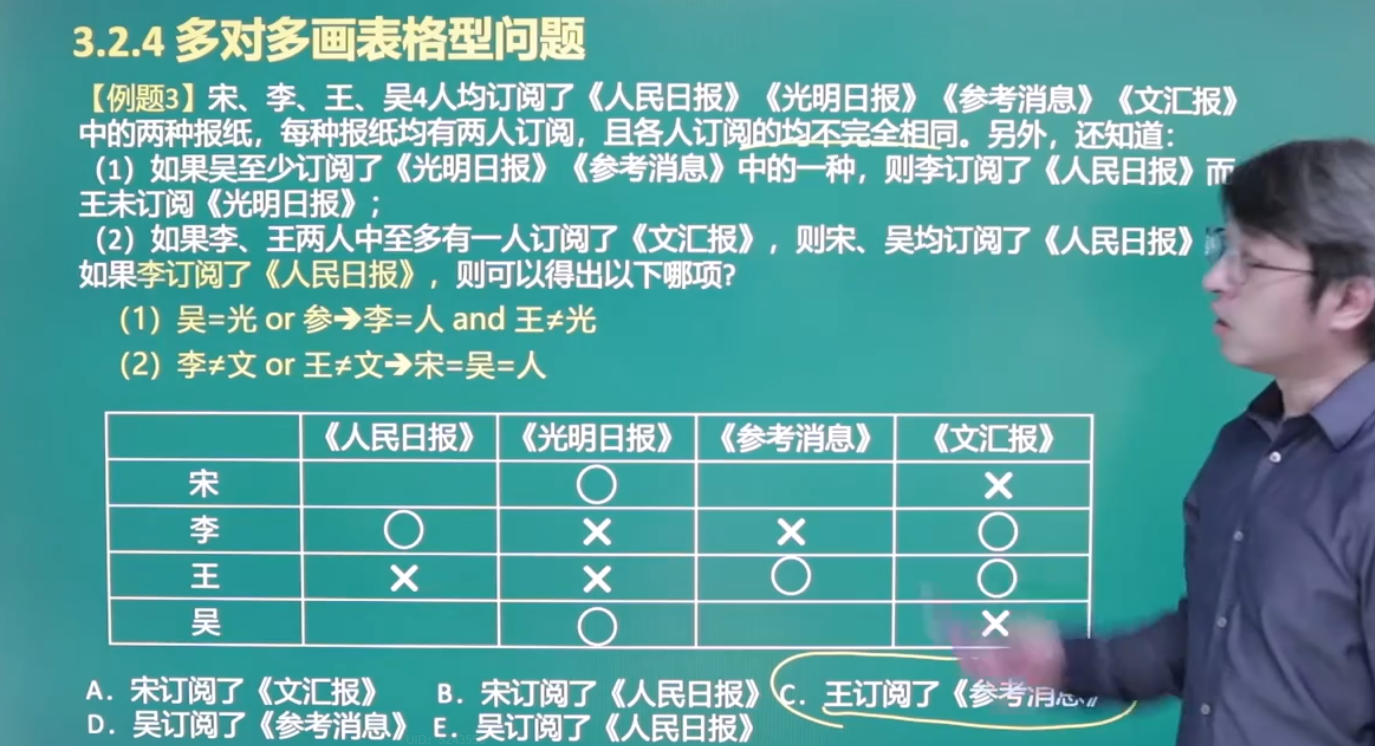 3.2.4 多对多画表格型问题
【例题3】宋、李、王、吴4人均订阅了《人民日报》《光明日报》《参考消息》《文汇报》
中的两种报纸，每种报纸均有两人订阅，且各人订阅的均不完全相同。另外，还知道：
（1）如果吴至少订阅了《光明日报》《参考消息》中的一种，则李订阅了《人民日报》而
王未订阅《光明日报》；
（2）如果李、王两人中至多有一人订阅了《文汇报》，则宋、吴均订阅了《人民日报》
如果李订阅了《人民日报》，则可以得出以下哪项?
（1）吴=光 or 参➔李=人 and 王≠光
（2）李≠文 or 王≠文➔宋=吴=人
《人民日报》 《光明日报》 《参考消息》 《文汇报》
宋 ○ ×
李 ○ × × ○
王 × × ○ ○
吴 ○ ×
A．宋订阅了《文汇报》 B．宋订阅了《人民日报》 C．王订阅了《参考消息》
D．吴订阅了《参考消息》 E．吴订阅了《人民日报》